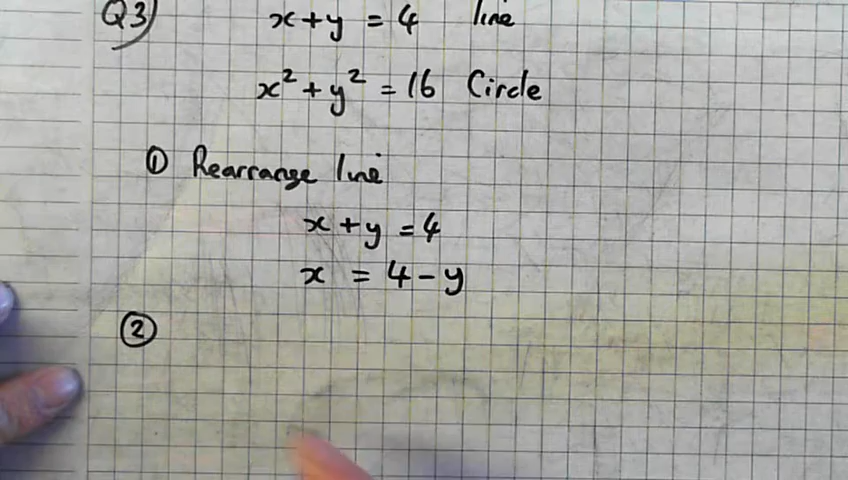 Q3) x + y = 4 line
x² + y² = 16 Circle
① Rearrange line
x + y = 4
x = 4 - y
②